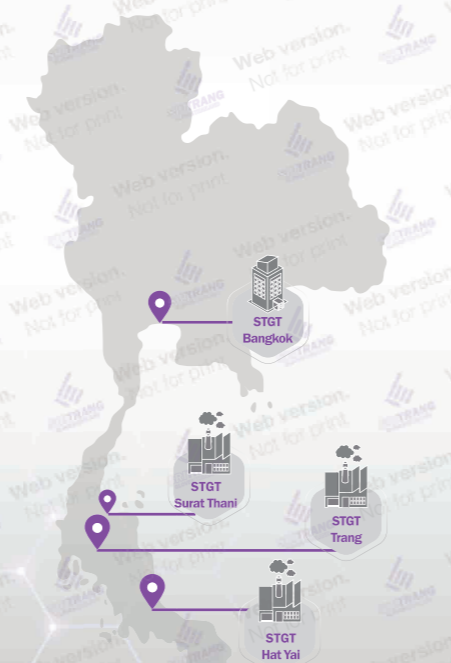 STGT
Bangkok
STGT
Surat Thani
STGT
Trang
STGT
Hat Yai
Web version.
Not for print